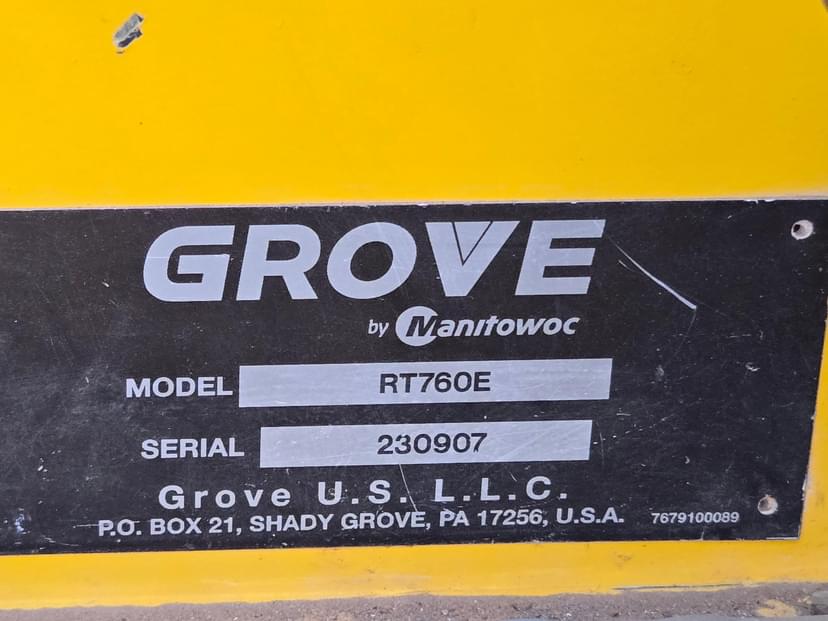 GROVE
by Manitowoc
MODEL RT760E
SERIAL 230907
Grove U.S. L.L.C.
P.O. BOX 21, SHADY GROVE, PA 17256, U.S.A. 7679100089